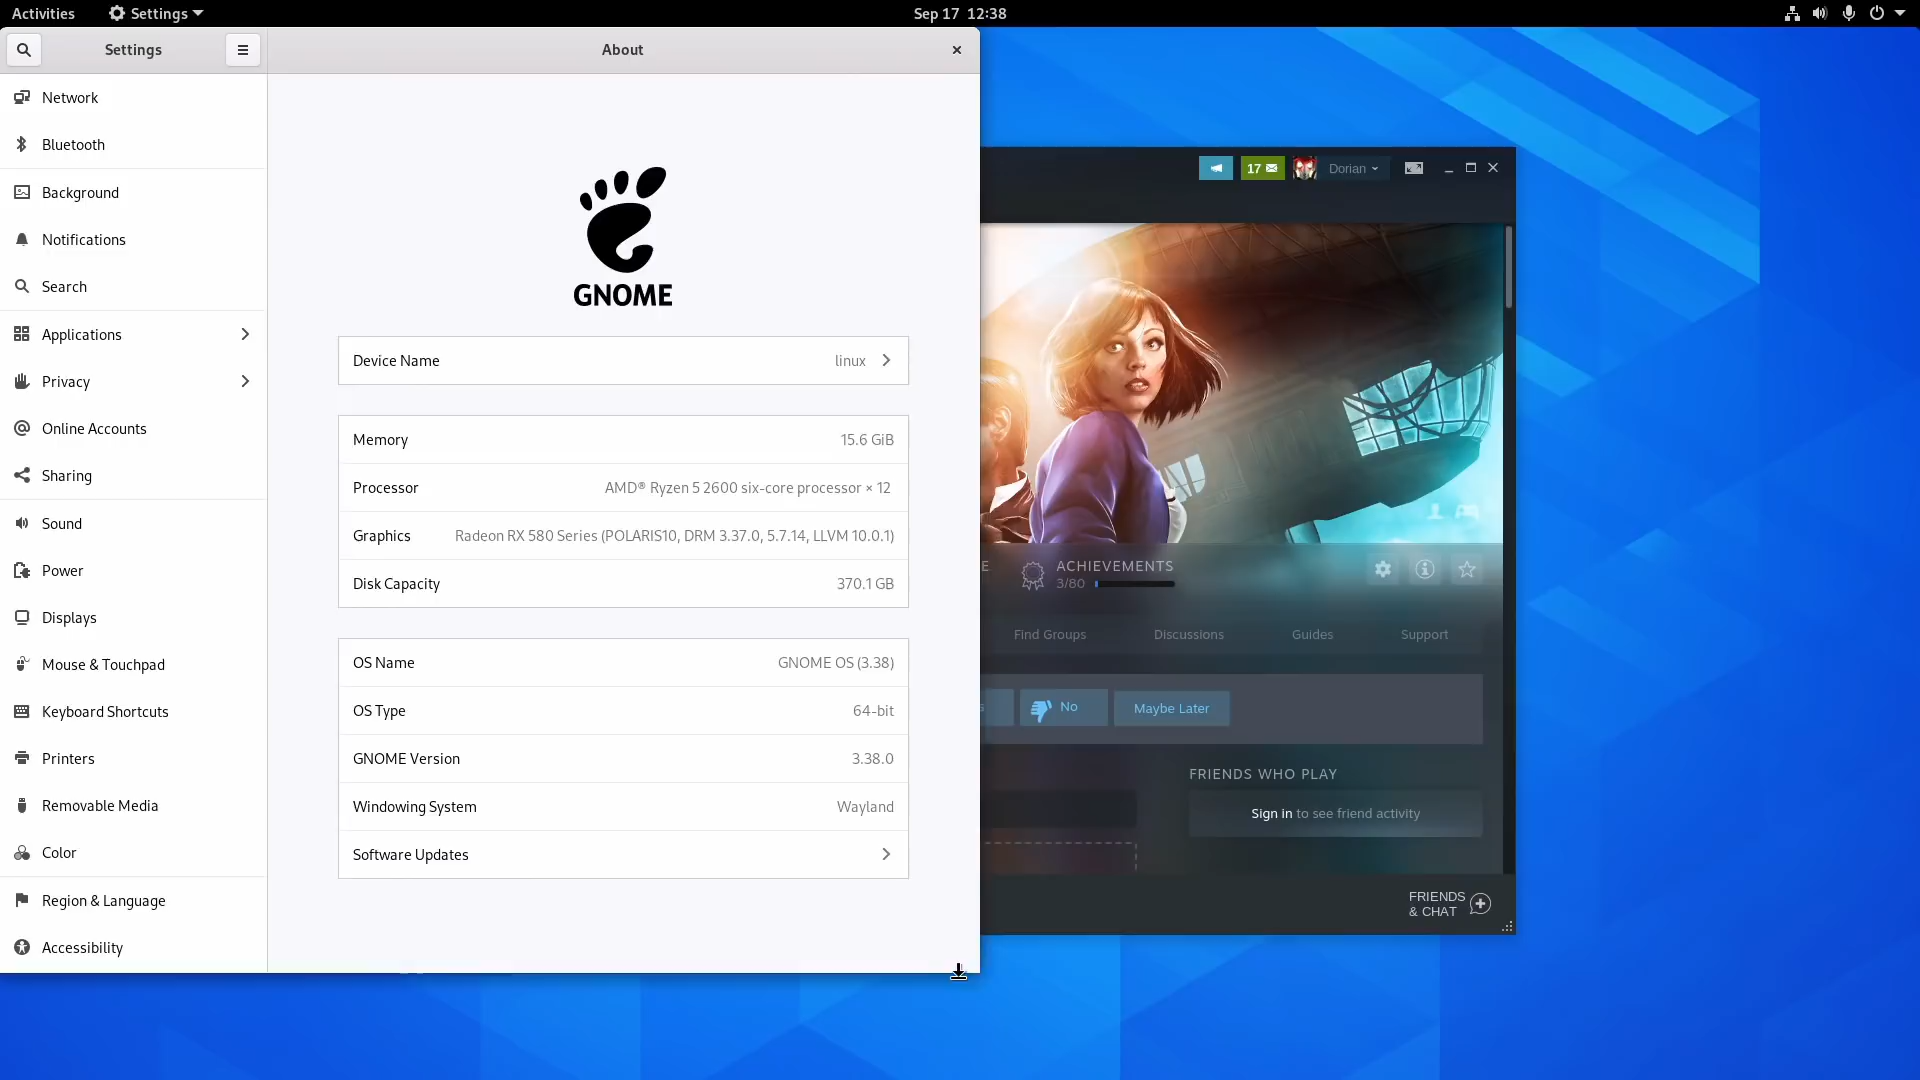 Activities Settings Sep 17 12:38
Settings About
Network
Bluetooth
Background
Notifications
Search
Applications
Privacy
Online Accounts
Sharing
Sound
Power
Displays
Mouse & Touchpad
Keyboard Shortcuts
Printers
Removable Media
Color
Region & Language
Accessibility
GNOME
Device Name linux
Memory 15.6 GiB
Processor AMD® Ryzen 5 2600 six-core processor × 12
Graphics Radeon RX 580 Series (POLARIS10, DRM 3.37.0, 5.7.14, LLVM 10.0.1)
Disk Capacity 370.1 GB
OS Name GNOME OS (3.38)
OS Type 64-bit
GNOME Version 3.38.0
Windowing System Wayland
Software Updates
17 Dorian
E ACHIEVEMENTS
3/80
Find Groups Discussions Guides Support
s No Maybe Later
FRIENDS WHO PLAY
Sign in to see friend activity
FRIENDS
& CHAT